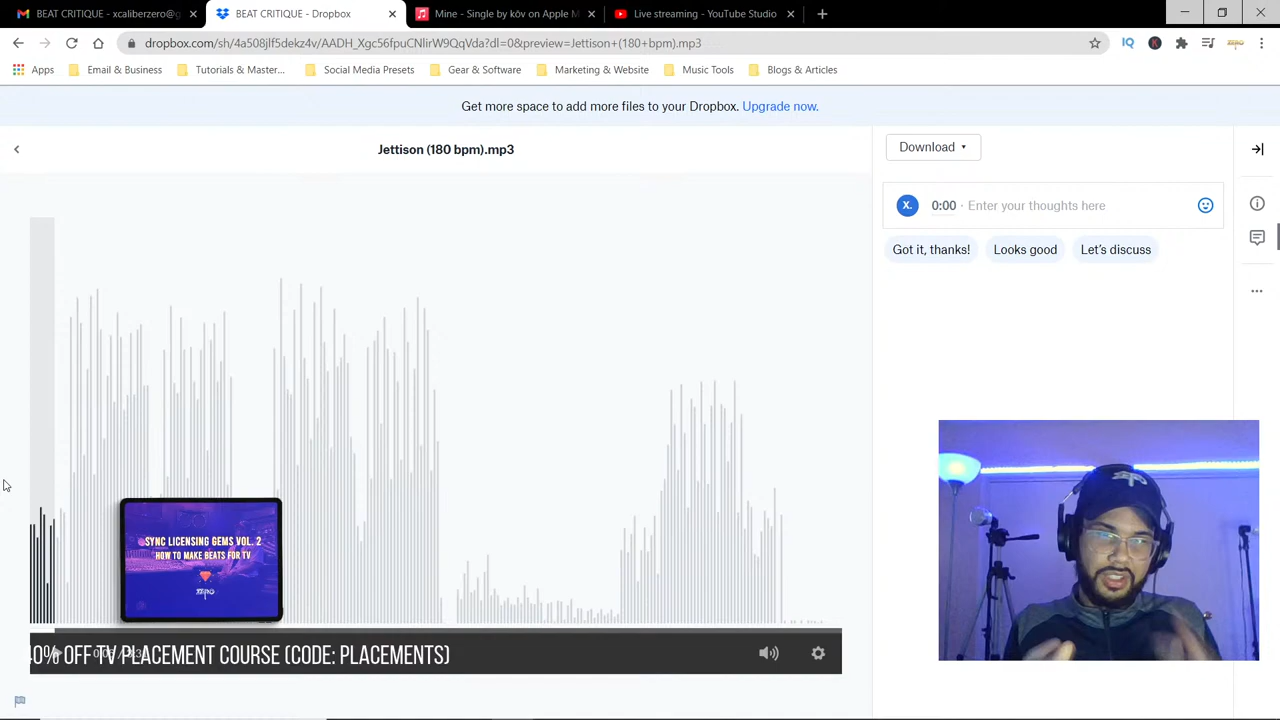 BEAT CRITIQUE - xcaliberzero@g
BEAT CRITIQUE - Dropbox
Mine - Single by kóv on Apple M
Live streaming - YouTube Studio
dropbox.com/sh/4a508jlf5dekz4v/AADH_Xgc56fpuCNlirW9QqVda?dl=0&preview=Jettison+(180+bpm).mp3
Apps
Email & Business
Tutorials & Master...
Social Media Presets
Gear & Software
Marketing & Website
Music Tools
Blogs & Articles
Get more space to add more files to your Dropbox. Upgrade now.
Jettison (180 bpm).mp3
Download
X.
0:00 · Enter your thoughts here
Got it, thanks!
Looks good
Let's discuss
SYNC LICENSING GEMS VOL. 2
HOW TO MAKE BEATS FOR TV
ZERO
40% OFF TV PLACEMENT COURSE (CODE: PLACEMENTS)